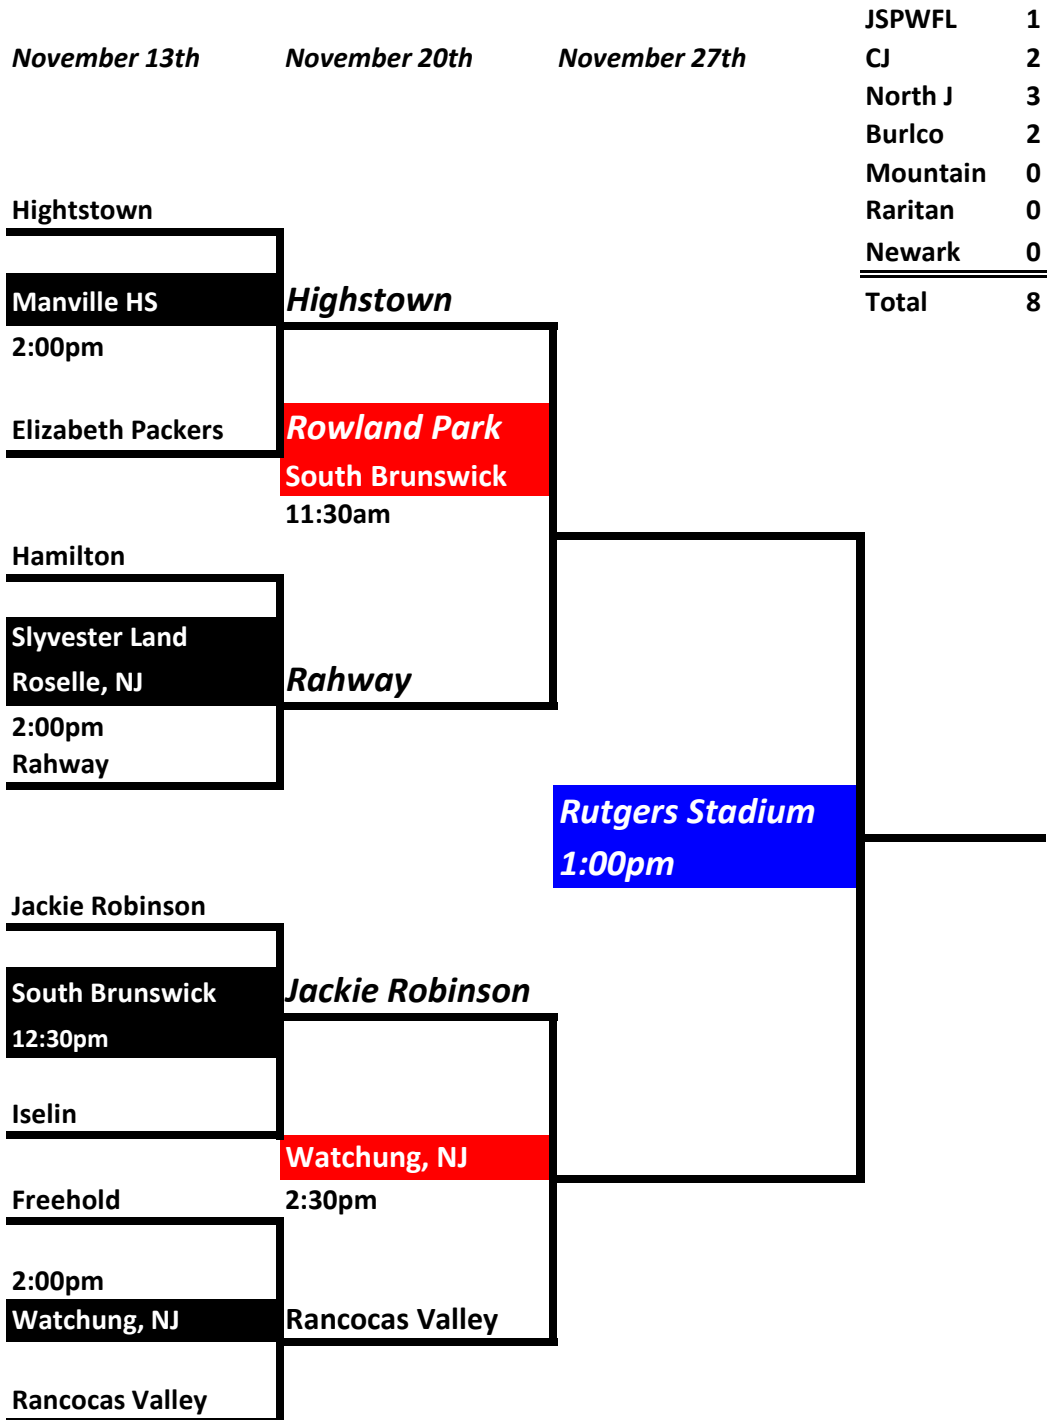 JSPWFL 1
November 13th November 20th November 27th CJ 2
North J 3
Burlco 2
Mountain 0
Hightstown Raritan 0
Newark 0
Manville HS Highstown Total 8
2:00pm
Elizabeth Packers Rowland Park
South Brunswick
11:30am
Hamilton
Slyvester Land
Roselle, NJ Rahway
2:00pm
Rahway
Rutgers Stadium
1:00pm
Jackie Robinson
South Brunswick Jackie Robinson
12:30pm
Iselin
Watchung, NJ
Freehold 2:30pm
2:00pm
Watchung, NJ Rancocas Valley
Rancocas Valley